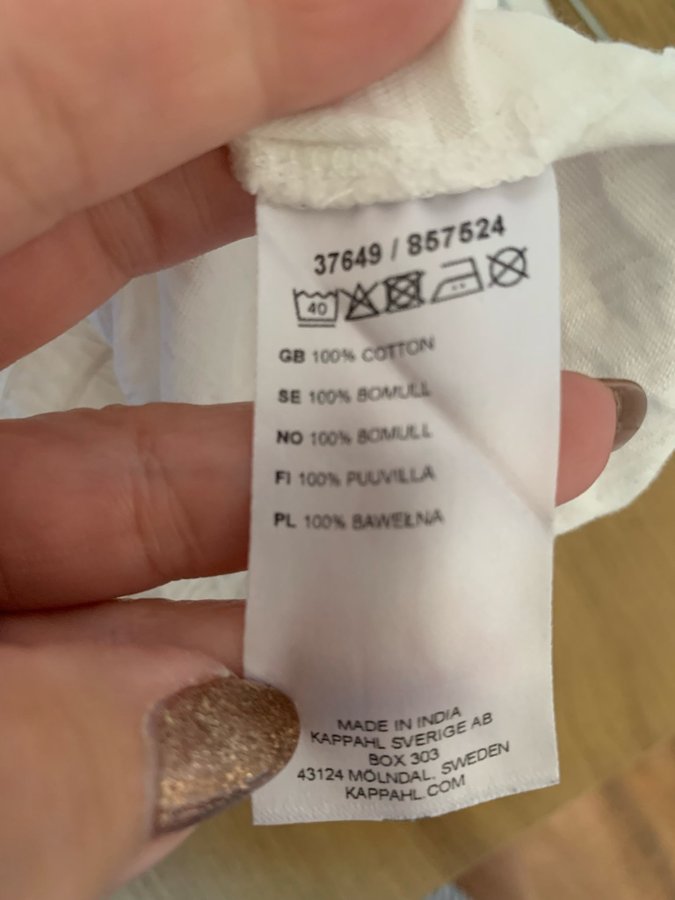 37649 / 857524
40
GB 100% COTTON
SE 100% BOMULL
NO 100% BOMULL
FI 100% PUUVILLA
PL 100% BAWEŁNA
MADE IN INDIA
KAPPAHL SVERIGE AB
BOX 303
43124 MÖLNDAL, SWEDEN
KAPPAHL.COM